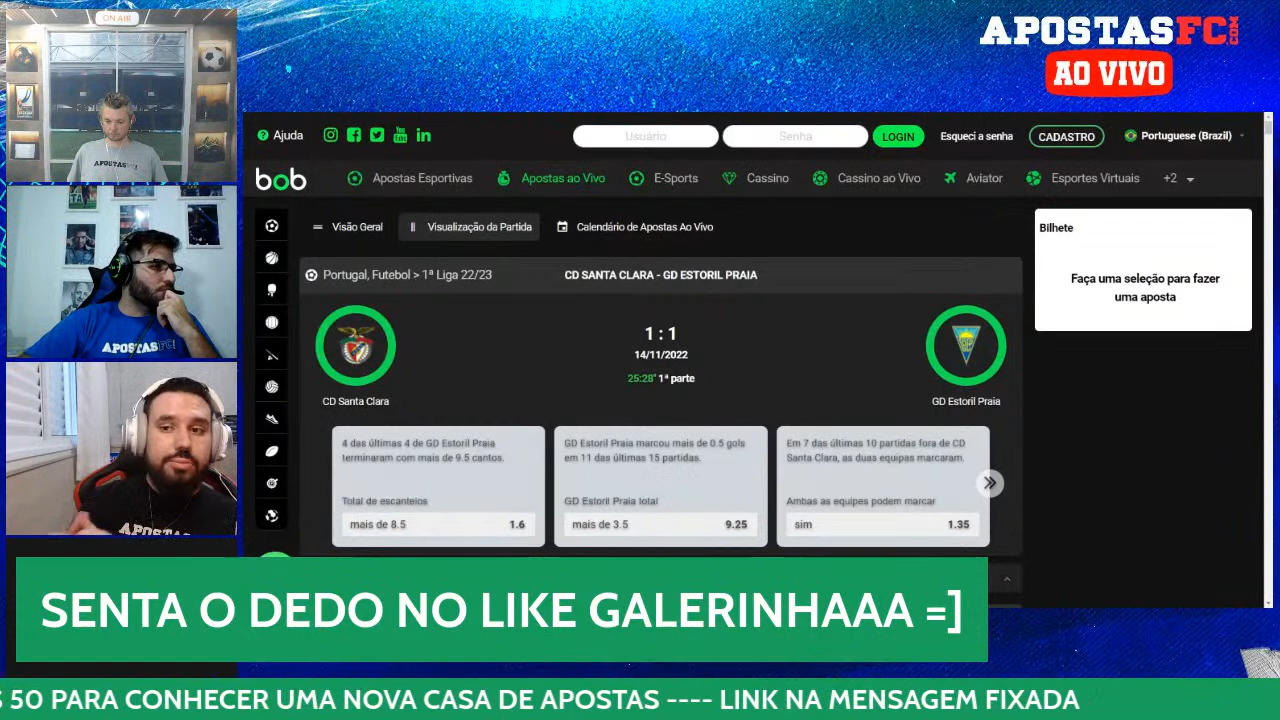 ON AIR
APOSTASFC.COM
AO VIVO
APOSTASFC
APOSTASFC
APOSTAS
Ajuda
Usuário
Senha
LOGIN
Esqueci a senha
CADASTRO
Portuguese (Brazil)
bob
Apostas Esportivas
Apostas ao Vivo
E-Sports
Cassino
Cassino ao Vivo
Aviator
Esportes Virtuais
+2
Visão Geral
Visualização da Partida
Calendário de Apostas Ao Vivo
Bilhete
Faça uma seleção para fazer
uma aposta
Portugal, Futebol > 1ª Liga 22/23
CD SANTA CLARA - GD ESTORIL PRAIA
1 : 1
14/11/2022
25:28" 1ª parte
CD Santa Clara
GD Estoril Praia
4 das últimas 4 de GD Estoril Praia
terminaram com mais de 9.5 cantos.
Total de escanteios
mais de 8.5 1.6
GD Estoril Praia marcou mais de 0.5 gols
em 11 das últimas 15 partidas.
GD Estoril Praia total
mais de 3.5 9.25
Em 7 das últimas 10 partidas fora de CD
Santa Clara, as duas equipas marcaram.
Ambas as equipes podem marcar
sim 1.35
SENTA O DEDO NO LIKE GALERINHAAA =]
50 PARA CONHECER UMA NOVA CASA DE APOSTAS ---- LINK NA MENSAGEM FIXADA